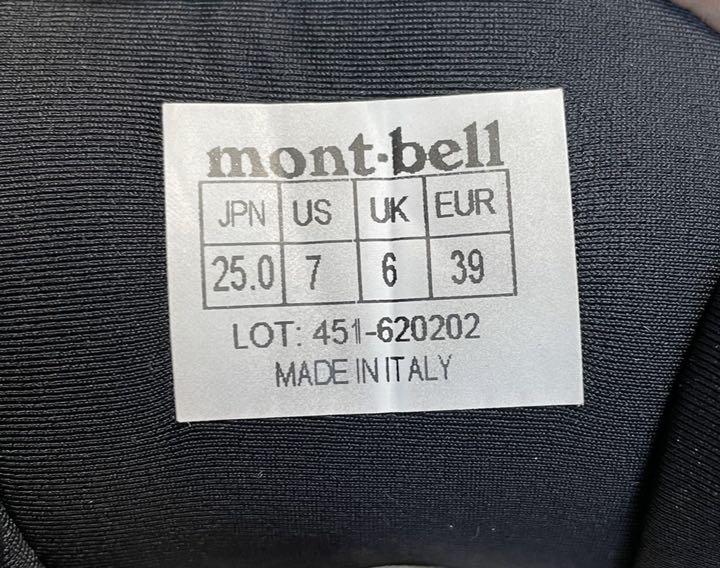 mont-bell
JPN US UK EUR
25.0 7 6 39
LOT: 451-620202
MADE IN ITALY